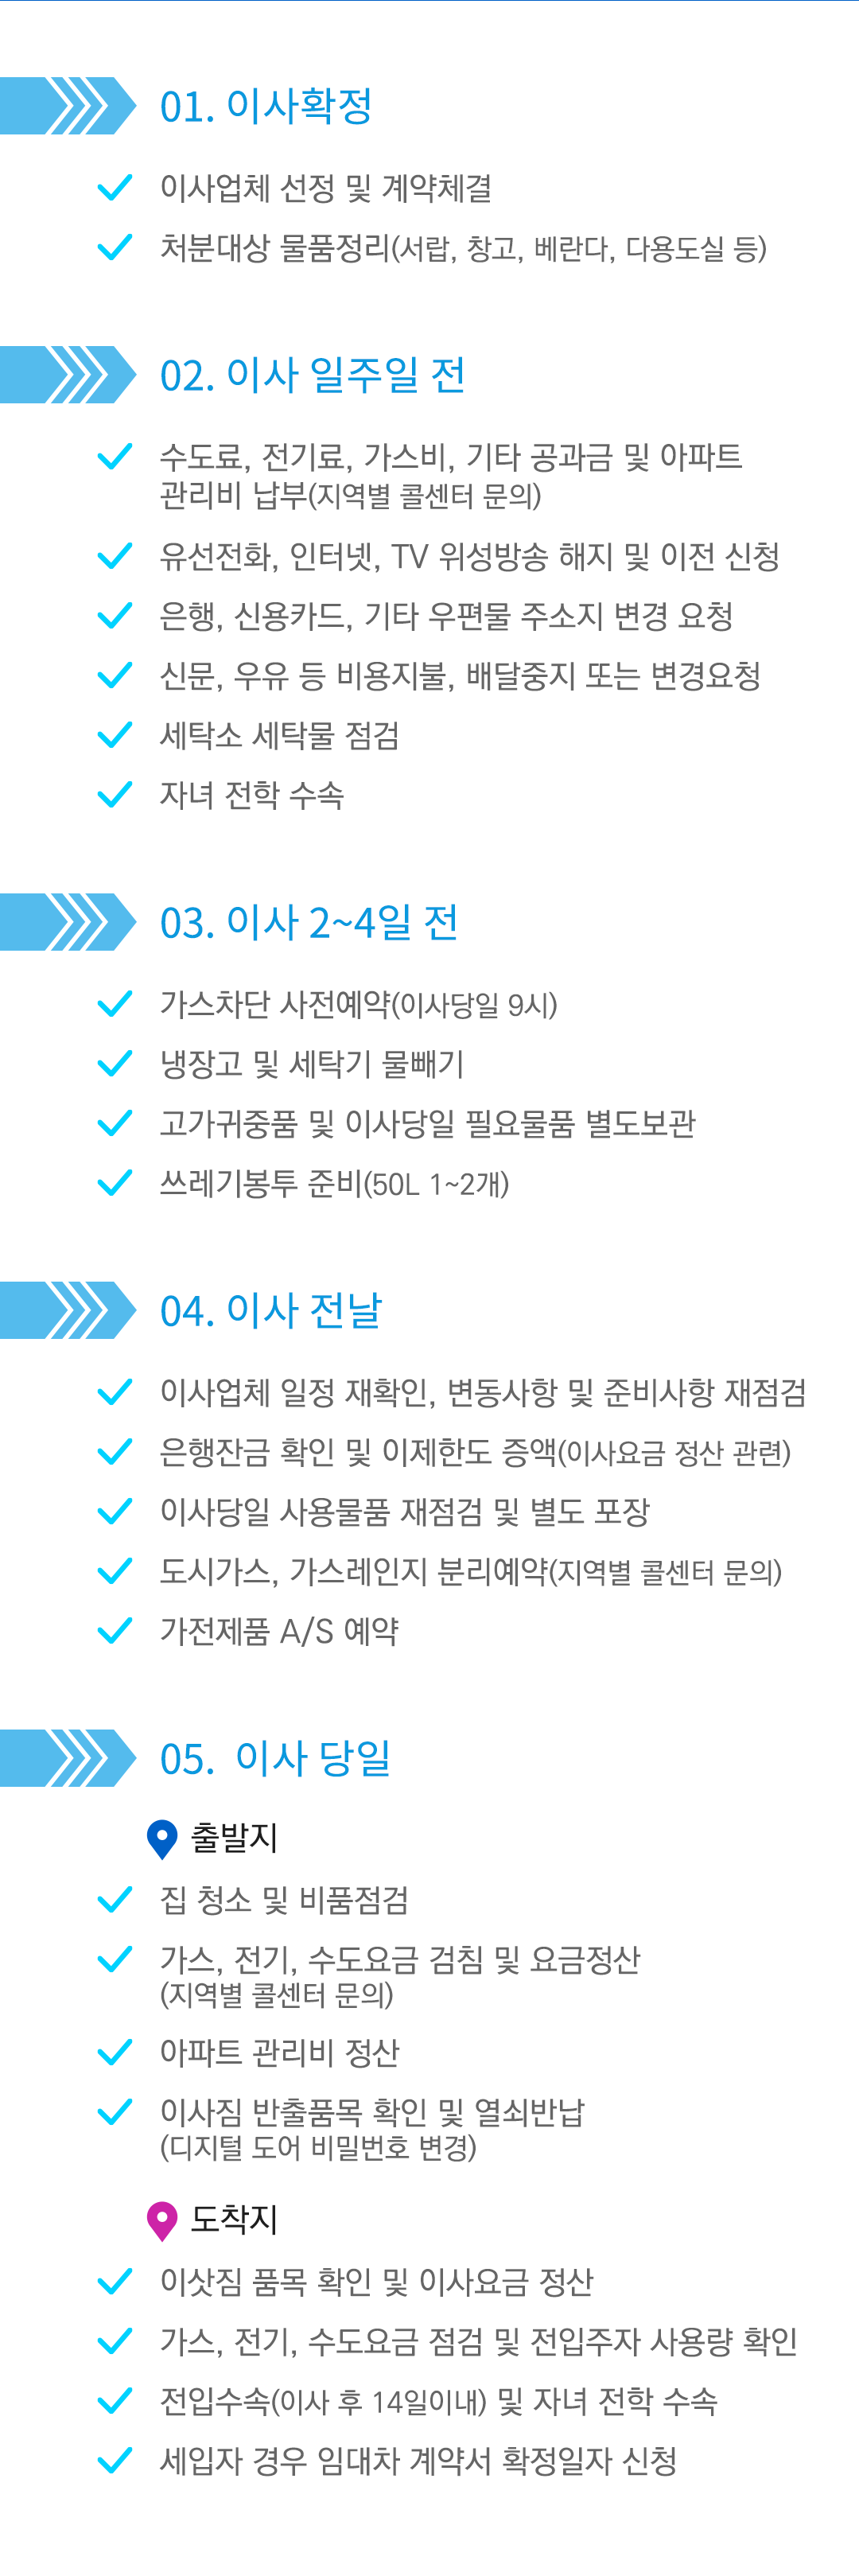 01. 이사확정
이사업체 선정 및 계약체결
처분대상 물품정리(서랍, 창고, 베란다, 다용도실 등)
02. 이사 일주일 전
수도료, 전기료, 가스비, 기타 공과금 및 아파트
관리비 납부(지역별 콜센터 문의)
유선전화, 인터넷, TV 위성방송 해지 및 이전 신청
은행, 신용카드, 기타 우편물 주소지 변경 요청
신문, 우유 등 비용지불, 배달중지 또는 변경요청
세탁소 세탁물 점검
자녀 전학 수속
03. 이사 2~4일 전
가스차단 사전예약(이사당일 9시)
냉장고 및 세탁기 물빼기
고가귀중품 및 이사당일 필요물품 별도보관
쓰레기봉투 준비(50L 1~2개)
04. 이사 전날
이사업체 일정 재확인, 변동사항 및 준비사항 재점검
은행잔금 확인 및 이제한도 증액(이사요금 정산 관련)
이사당일 사용물품 재점검 및 별도 포장
도시가스, 가스레인지 분리예약(지역별 콜센터 문의)
가전제품 A/S 예약
05. 이사 당일
출발지
집 청소 및 비품점검
가스, 전기, 수도요금 검침 및 요금정산
(지역별 콜센터 문의)
아파트 관리비 정산
이사짐 반출품목 확인 및 열쇠반납
(디지털 도어 비밀번호 변경)
도착지
이삿짐 품목 확인 및 이사요금 정산
가스, 전기, 수도요금 점검 및 전입주자 사용량 확인
전입수속(이사 후 14일이내) 및 자녀 전학 수속
세입자 경우 임대차 계약서 확정일자 신청